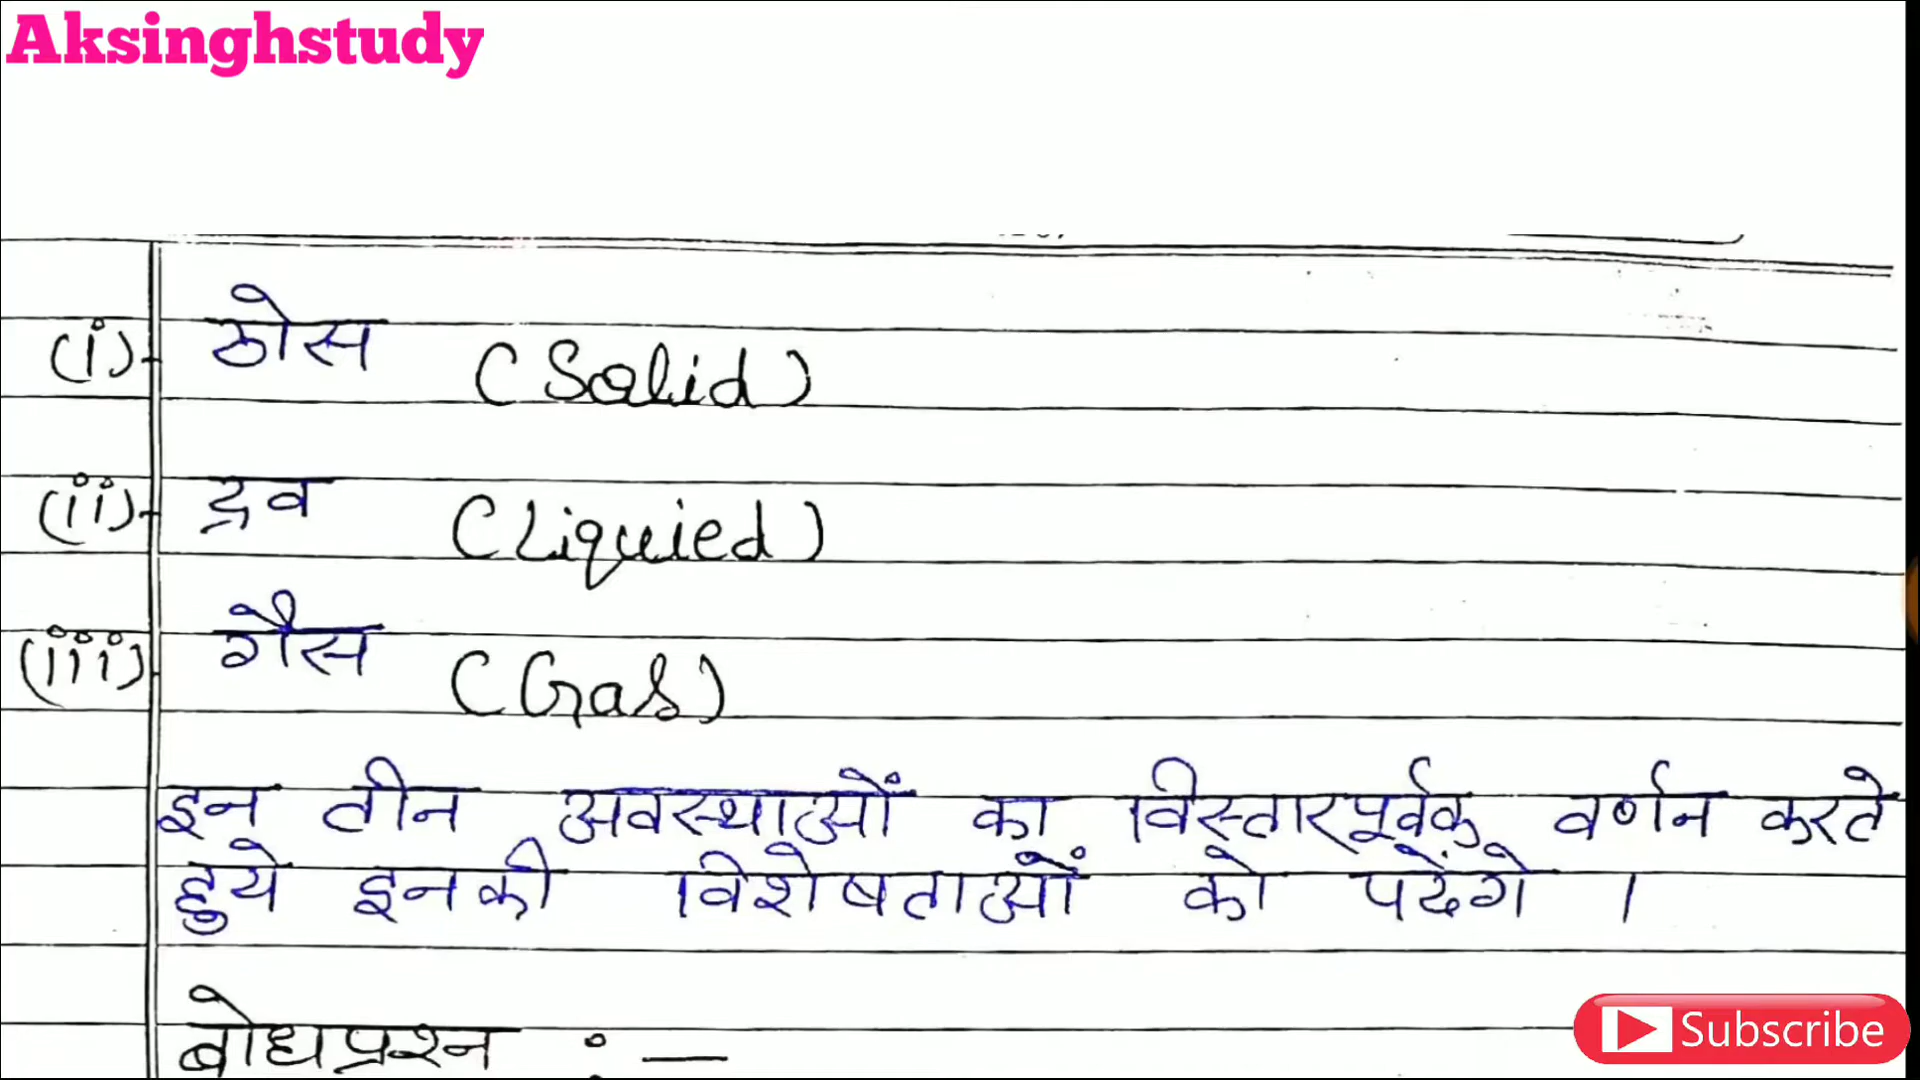 Aksinghstudy
(i). ठोस (Solid)
(ii). द्रव (Liquied)
(iii). गैस (Gas)
इन तीन अवस्थाओं का विस्तारपूर्वक वर्णन करते
हुये इनकी विशेषताओं को पढेंगे ।
बोधप्रश्न :—
Subscribe